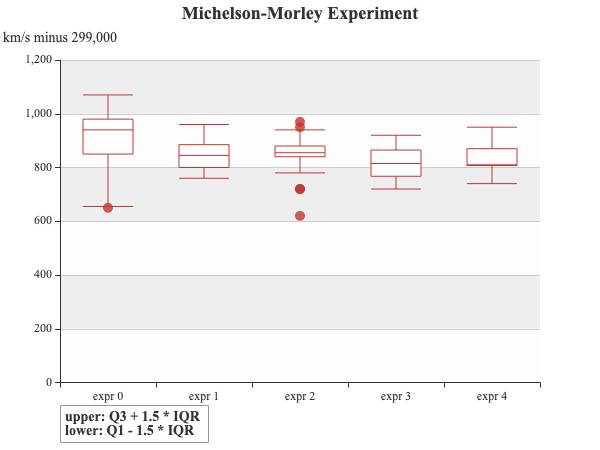 Michelson-Morley Experiment
km/s minus 299,000
1,200
1,000
800
600
400
200
0
expr 0 expr 1 expr 2 expr 3 expr 4
upper: Q3 + 1.5 * IQR
lower: Q1 - 1.5 * IQR